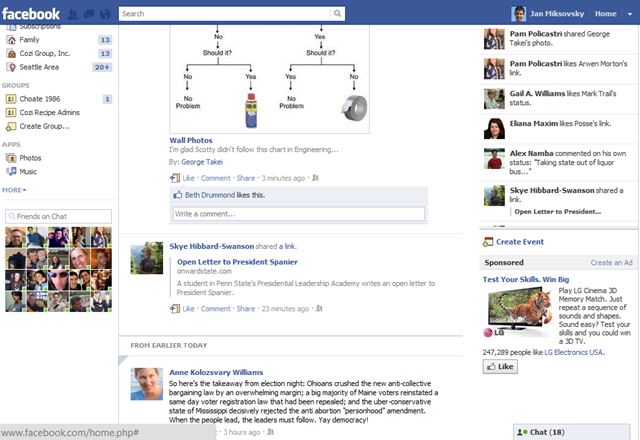 facebook
Search
Jan Miksovsky
Home
Subscriptions
Family 13
Cozi Group, Inc. 13
Seattle Area 20+
GROUPS
Choate 1986 1
Cozi Recipe Admins
Create Group...
APPS
Photos
Music
MORE
Friends on Chat
No Yes
Should it? Should it?
No Yes Yes No
No Problem
No Problem
WD-40
Wall Photos
I'm glad Scotty didn't follow this chart in Engineering...
By: George Takei
Like · Comment · Share · 3 minutes ago ·
Beth Drummond likes this.
Write a comment...
Skye Hibbard-Swanson shared a link.
Open Letter to President Spanier
onwardstate.com
A student in Penn State's Presidential Leadership Academy writes an open letter to
President Spanier.
Like · Comment · Share · 23 minutes ago ·
FROM EARLIER TODAY
Anne Kolozsvary Williams
So here's the takeaway from election night: Ohioans crushed the new anti-collective
bargaining law by an overwhelming margin; a big majority of Maine voters reinstated a
same day voter registration law that had been repealed; and the uber-conservative
state of Mississippi decisively rejected the anti abortion "personhood" amendment.
When the people lead, the leaders must follow. Yay democracy!
· 3 hours ago ·
Pam Policastri shared George
Takei's photo.
Pam Policastri likes Arwen Morton's
link.
Gail A. Williams likes Mark Trail's
status.
Eliana Maxim likes Posse's link.
Alex Namba commented on his
own status: "Taking state out of liquor
bus..."
Skye Hibbard-Swanson shared a
link.
Open Letter to President...
Create Event
Sponsored Create an Ad
Test Your Skills. Win Big
LG
Play LG Cinema 3D
Memory Match. Just
repeat a sequence of
sounds and shapes.
Sound easy? Test your
skills and you could win
a 3D TV.
247,289 people like LG Electronics USA.
Like
Chat (18)
www.facebook.com/home.php#